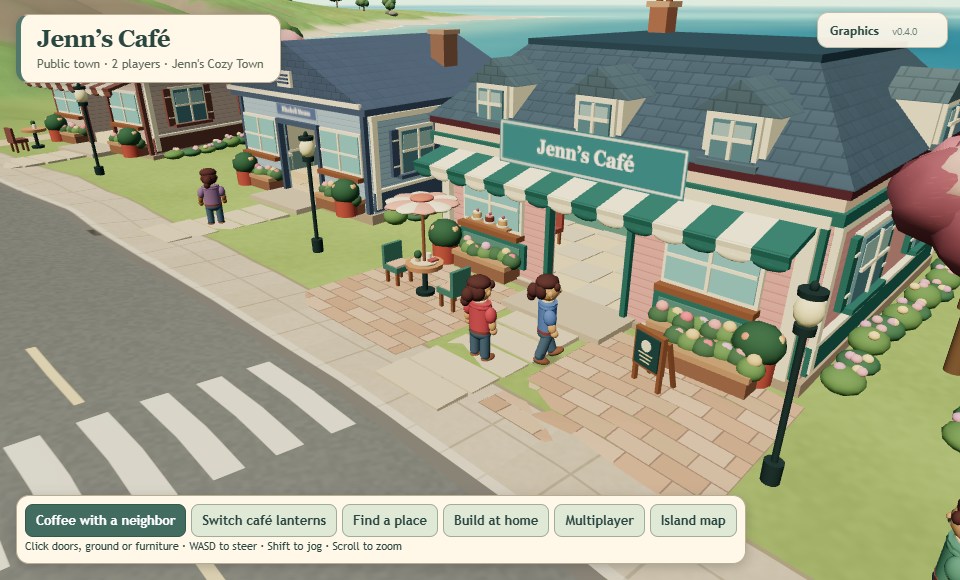 Jenn's Café
Public town · 2 players · Jenn's Cozy Town
Graphics v0.4.0
Jenn's Café
Coffee with a neighbor
Switch café lanterns
Find a place
Build at home
Multiplayer
Island map
Click doors, ground or furniture · WASD to steer · Shift to jog · Scroll to zoom